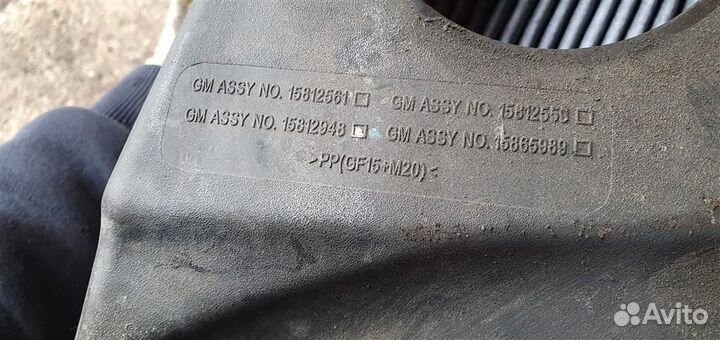 GM ASSY NO. 15812561 □ GM ASSY NO. 15812550 □
GM ASSY NO. 15812948 □ GM ASSY NO. 15865989 □
>PP(GF15+M20)<
Avito